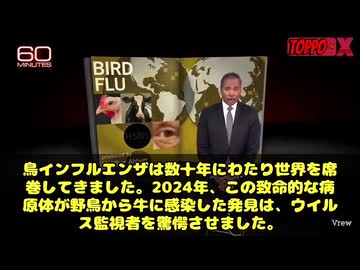 60
MINUTES
TOPPO DX
BIRD
FLU
鳥インフルエンザは数十年にわたり世界を席
巻してきました。2024年、この致命的な病
原体が野鳥から牛に感染した発見は、ウイル
ス監視者を驚愕させました。
Vrew